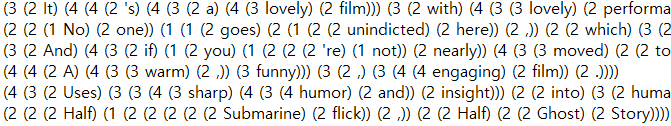 (3 (2 It) (4 (4 (2 's) (4 (3 (2 a) (4 (3 lovely) (2 film))) (3 (2 with) (4 (3 (3 lovely) (2 performa
(2 (2 (1 No) (2 one)) (1 (1 (2 goes) (2 (1 (2 (2 unindicted) (2 here)) (2 ,)) (2 (2 which) (3 (2
(3 (2 And) (4 (3 (2 if) (1 (2 you) (1 (2 (2 (2 're) (1 not)) (2 nearly)) (4 (3 (3 moved) (2 (2 to
(4 (4 (2 A) (4 (3 (3 warm) (2 ,)) (3 funny))) (3 (2 ,) (3 (4 (4 engaging) (2 film)) (2 .))))
(4 (3 (2 Uses) (3 (3 (4 (3 sharp) (4 (3 (4 humor) (2 and)) (2 insight))) (2 (2 into) (3 (2 huma
(2 (2 (2 Half) (1 (2 (2 (2 (2 (2 Submarine) (2 flick)) (2 ,)) (2 (2 Half) (2 (2 Ghost) (2 Story))))